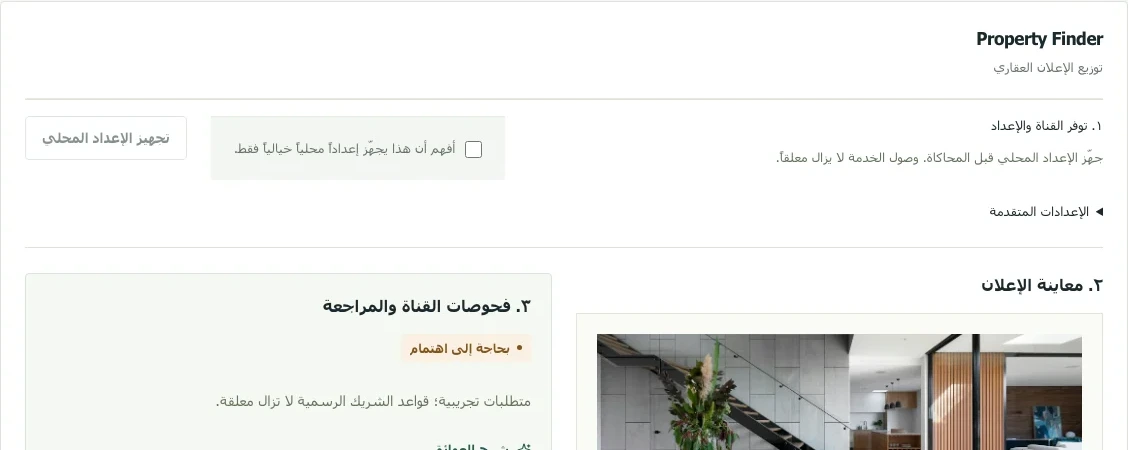 Property Finder
توزيع الإعلان العقاري
١. توفر القناة والإعداد
جهّز الإعداد المحلي قبل المحاكاة. وصول الخدمة لا يزال معلقاً.
أفهم أن هذا يجهّز إعداداً محلياً خيالياً فقط.
تجهيز الإعداد المحلي
الإعدادات المتقدمة
٢. معاينة الإعلان
٣. فحوصات القناة والمراجعة
بحاجة إلى اهتمام
متطلبات تجريبية؛ قواعد الشريك الرسمية لا تزال معلقة.